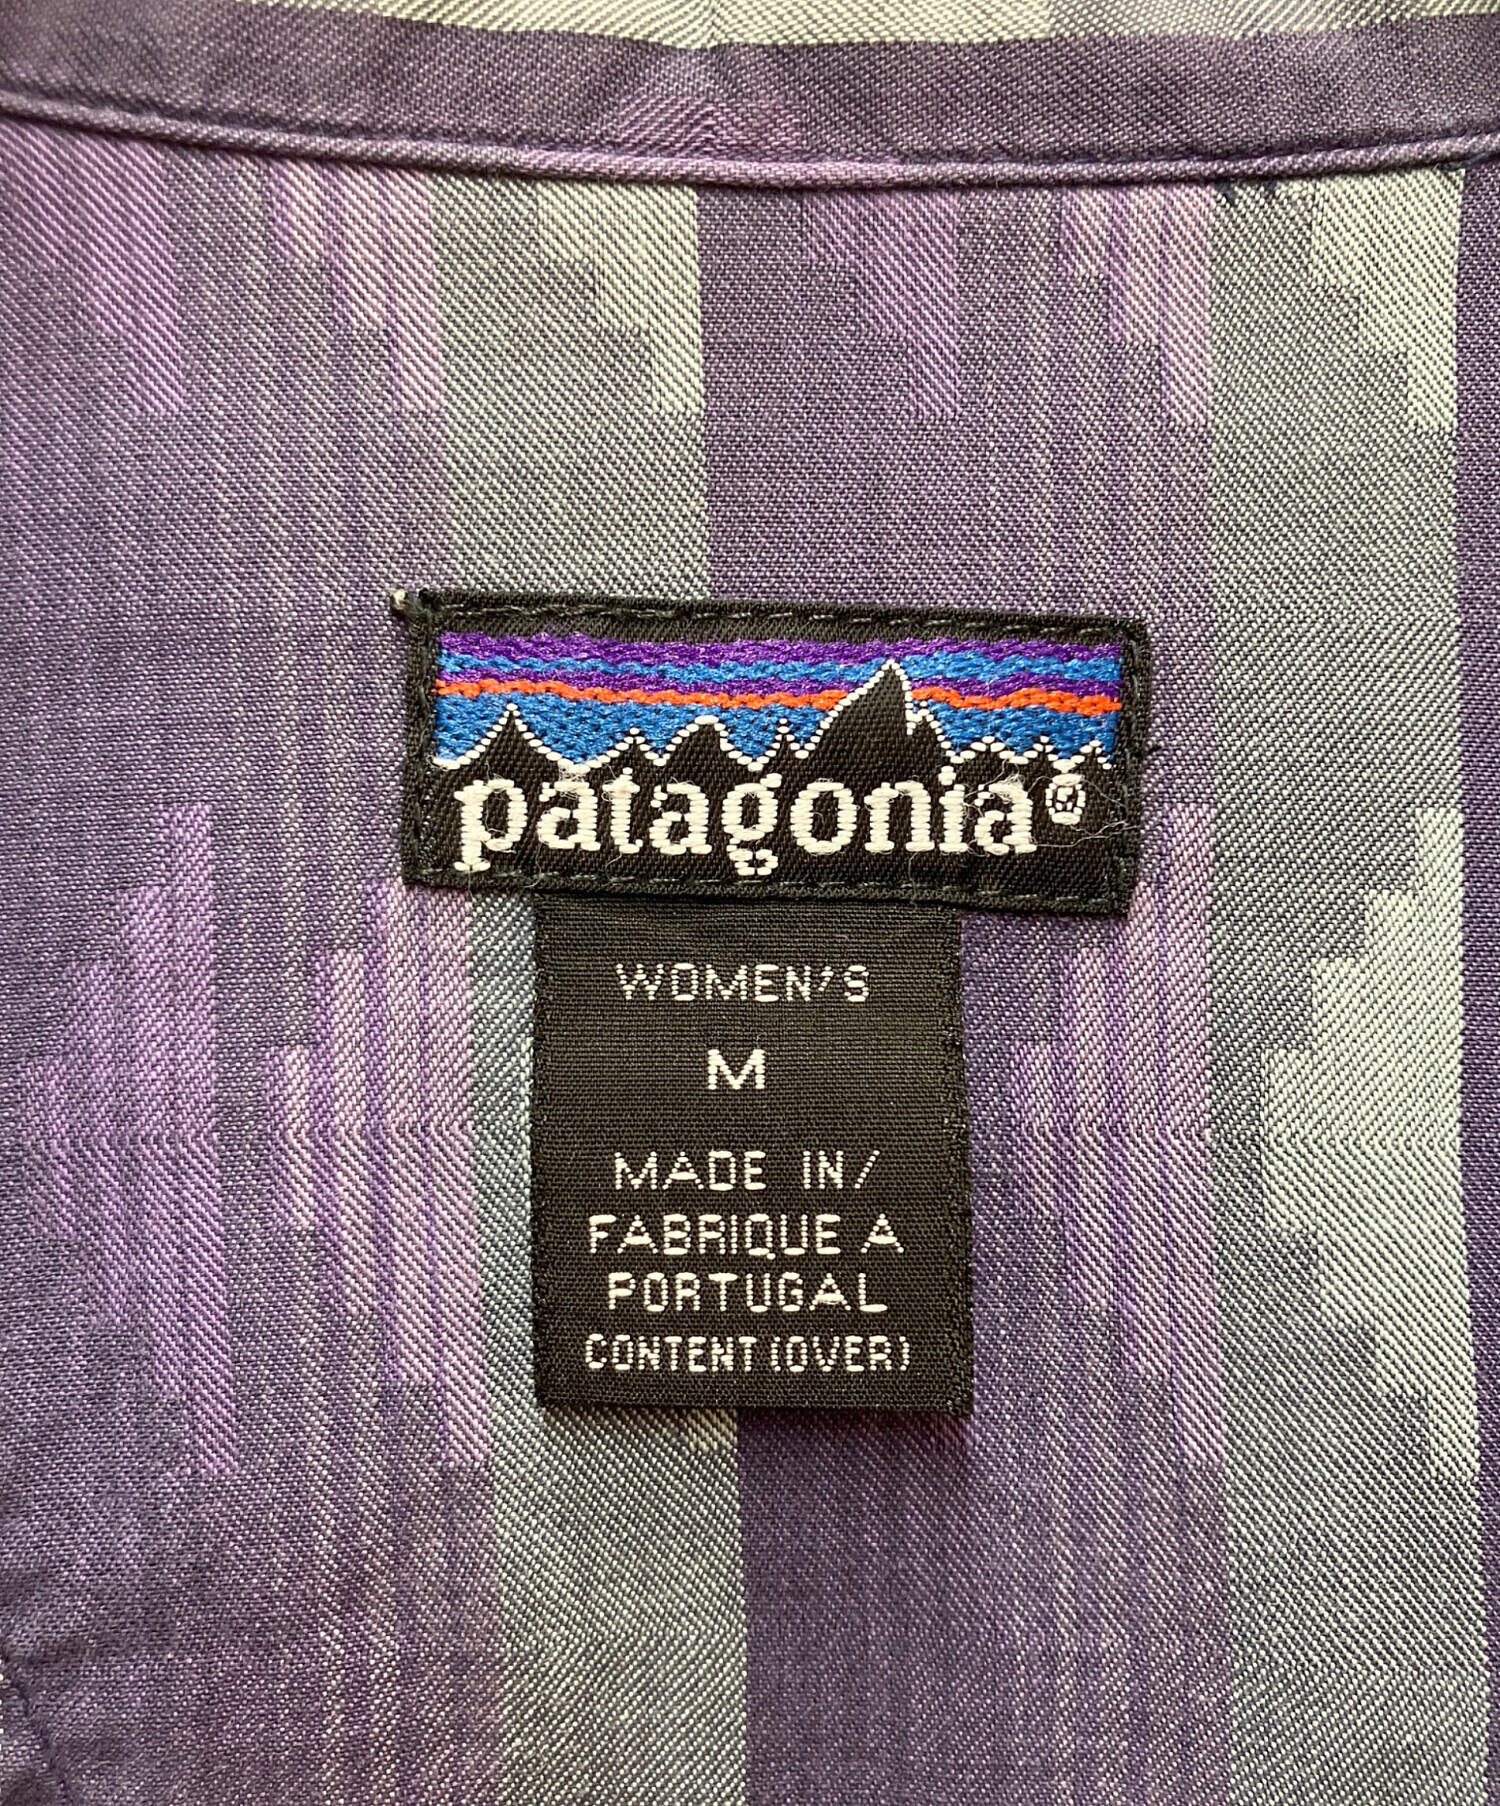 patagonia®
WOMEN'S
M
MADE IN/
FABRIQUE A
PORTUGAL
CONTENT (OVER)